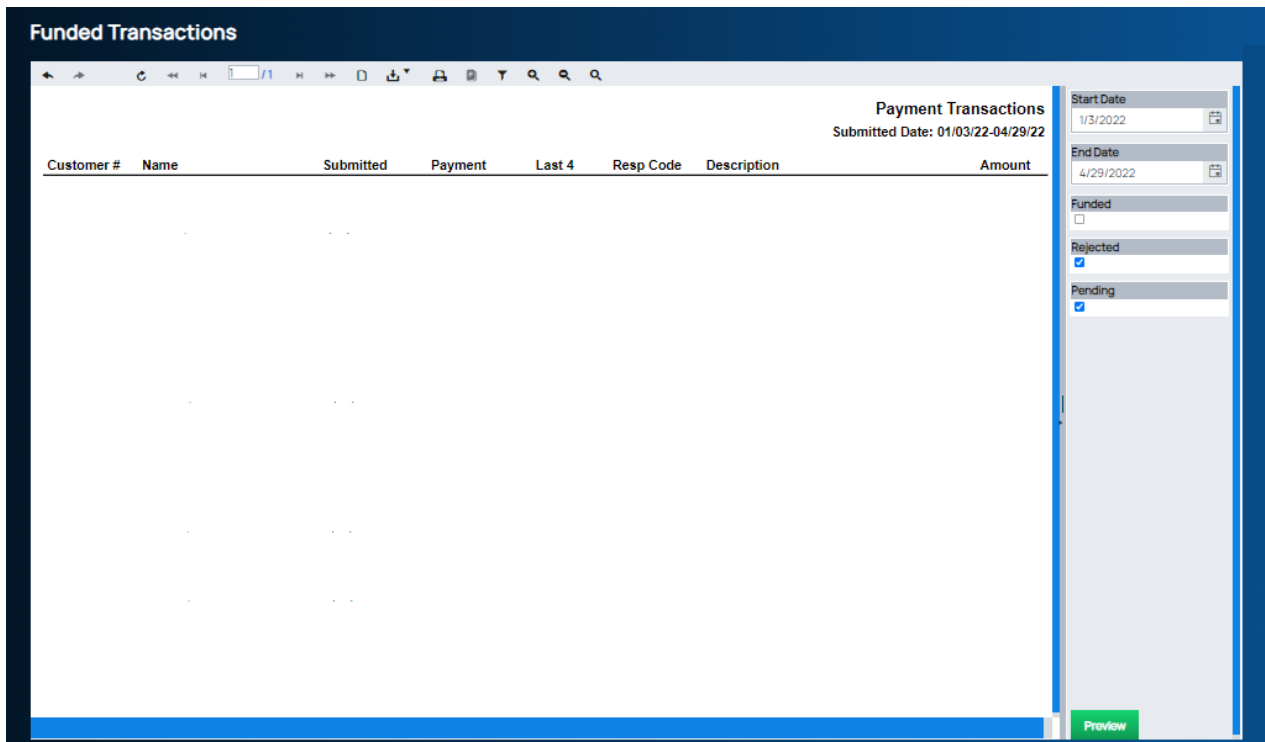 Funded Transactions
1 /1
Payment Transactions
Submitted Date: 01/03/22-04/29/22
Customer # Name Submitted Payment Last 4 Resp Code Description Amount
Start Date
1/3/2022
End Date
4/29/2022
Funded
Rejected
Pending
Preview